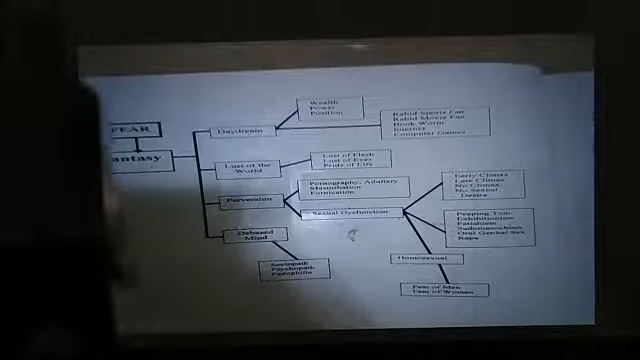 FEAR
antasy
Daydream
Wealth
Power
Position
Rabid Sports Fan
Rabid Movie Fan
Book Worm
Internet
Computer Games
Lust of the
World
Lust of Flesh
Lust of Eyes
Pride of Life
Perversion
Pornography, Adultery
Masturbation
Fornication
Sexual Dysfunction
Early Climax
Late Climax
No Climax
No Sexual
Desire
Peeping Tom
Exhibitionism
Fetishism
Sadomasochism
Oral Genital Sex
Rape
Homosexual
Fear of Men
Fear of Women
Debased
Mind
Sociopath
Psychopath
Pedophilia